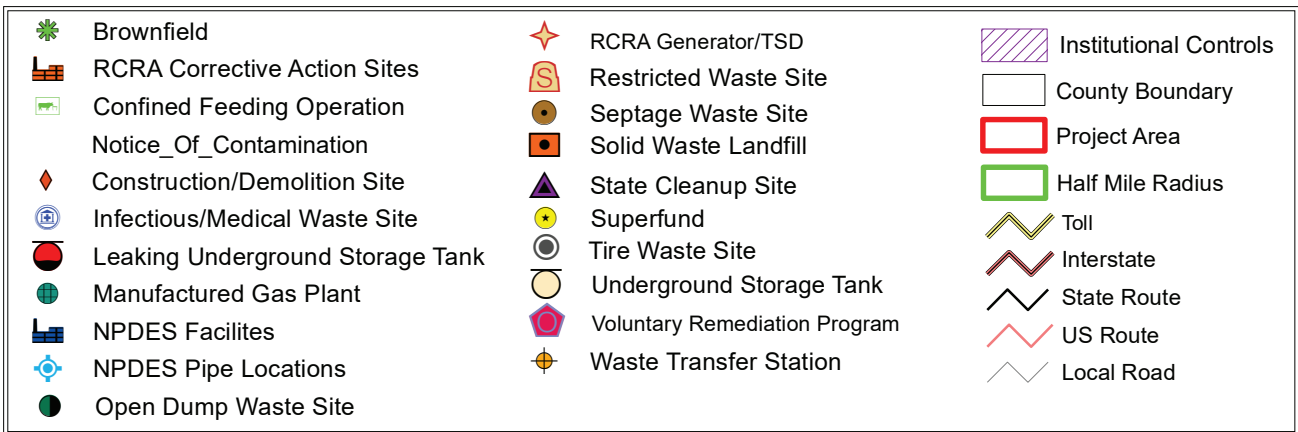 Brownfield
RCRA Corrective Action Sites
Confined Feeding Operation
Notice_Of_Contamination
Construction/Demolition Site
Infectious/Medical Waste Site
Leaking Underground Storage Tank
Manufactured Gas Plant
NPDES Facilites
NPDES Pipe Locations
Open Dump Waste Site
RCRA Generator/TSD
S
Restricted Waste Site
Septage Waste Site
Solid Waste Landfill
State Cleanup Site
Superfund
Tire Waste Site
Underground Storage Tank
Voluntary Remediation Program
Waste Transfer Station
Institutional Controls
County Boundary
Project Area
Half Mile Radius
Toll
Interstate
State Route
US Route
Local Road